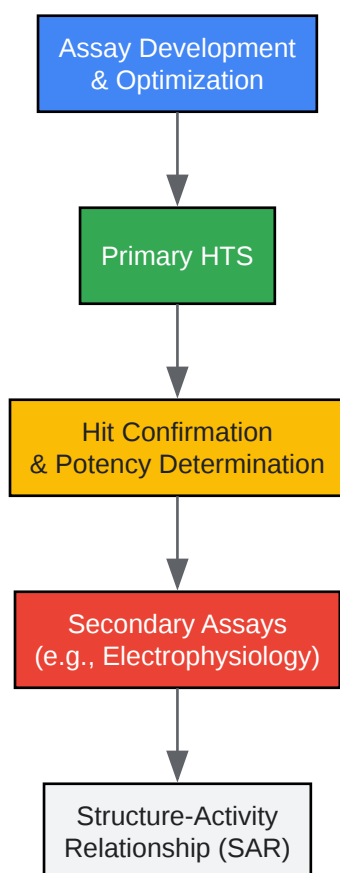 Assay Development
& Optimization
Primary HTS
Hit Confirmation
& Potency Determination
Secondary Assays
(e.g., Electrophysiology)
Structure-Activity
Relationship (SAR)